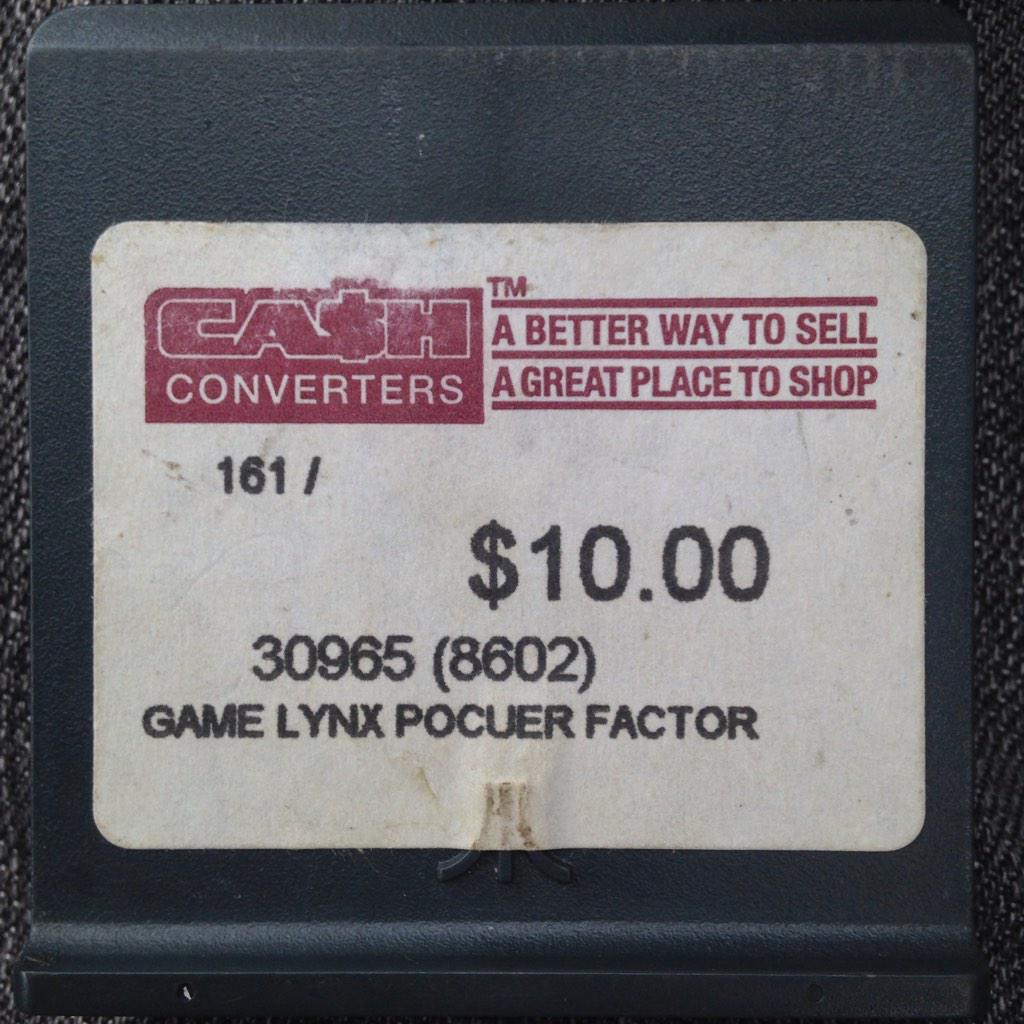 CA$H
CONVERTERS
TM
A BETTER WAY TO SELL
A GREAT PLACE TO SHOP
161 /
$10.00
30965 (8602)
GAME LYNX POCUER FACTOR